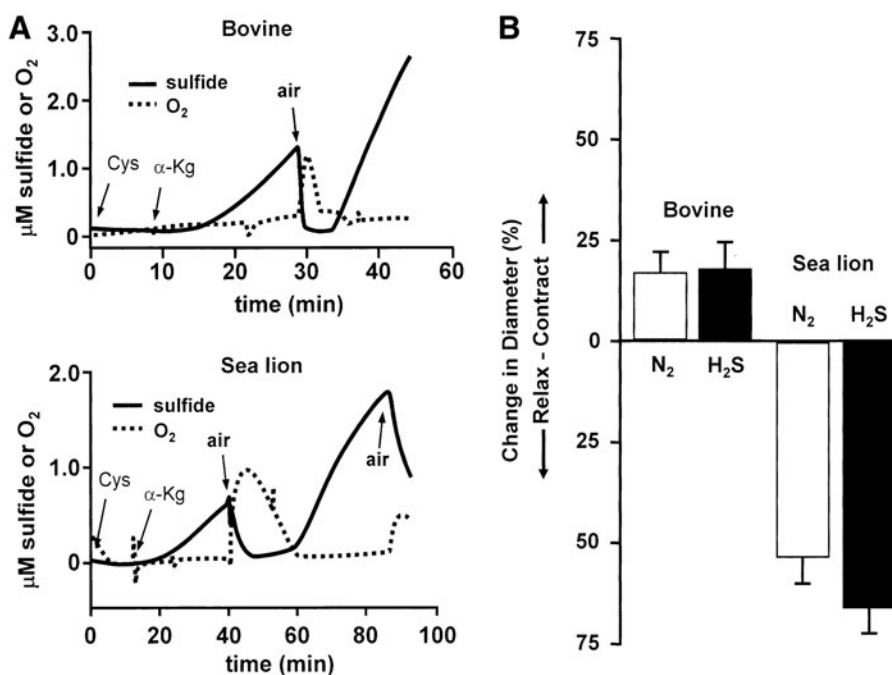 A
Bovine
3.0
2.0
1.0
0
μM sulfide or O₂
sulfide
O₂
Cys
α-Kg
air
0 10 20 30 40 50 60
time (min)
Sea lion
2.0
1.0
0
μM sulfide or O₂
sulfide
O₂
Cys
α-Kg
air
air
0 20 40 60 80 100
time (min)
B
75
50
25
0
25
50
75
Change in Diameter (%)
Relax - Contract
Bovine
N₂ H₂S
Sea lion
N₂ H₂S